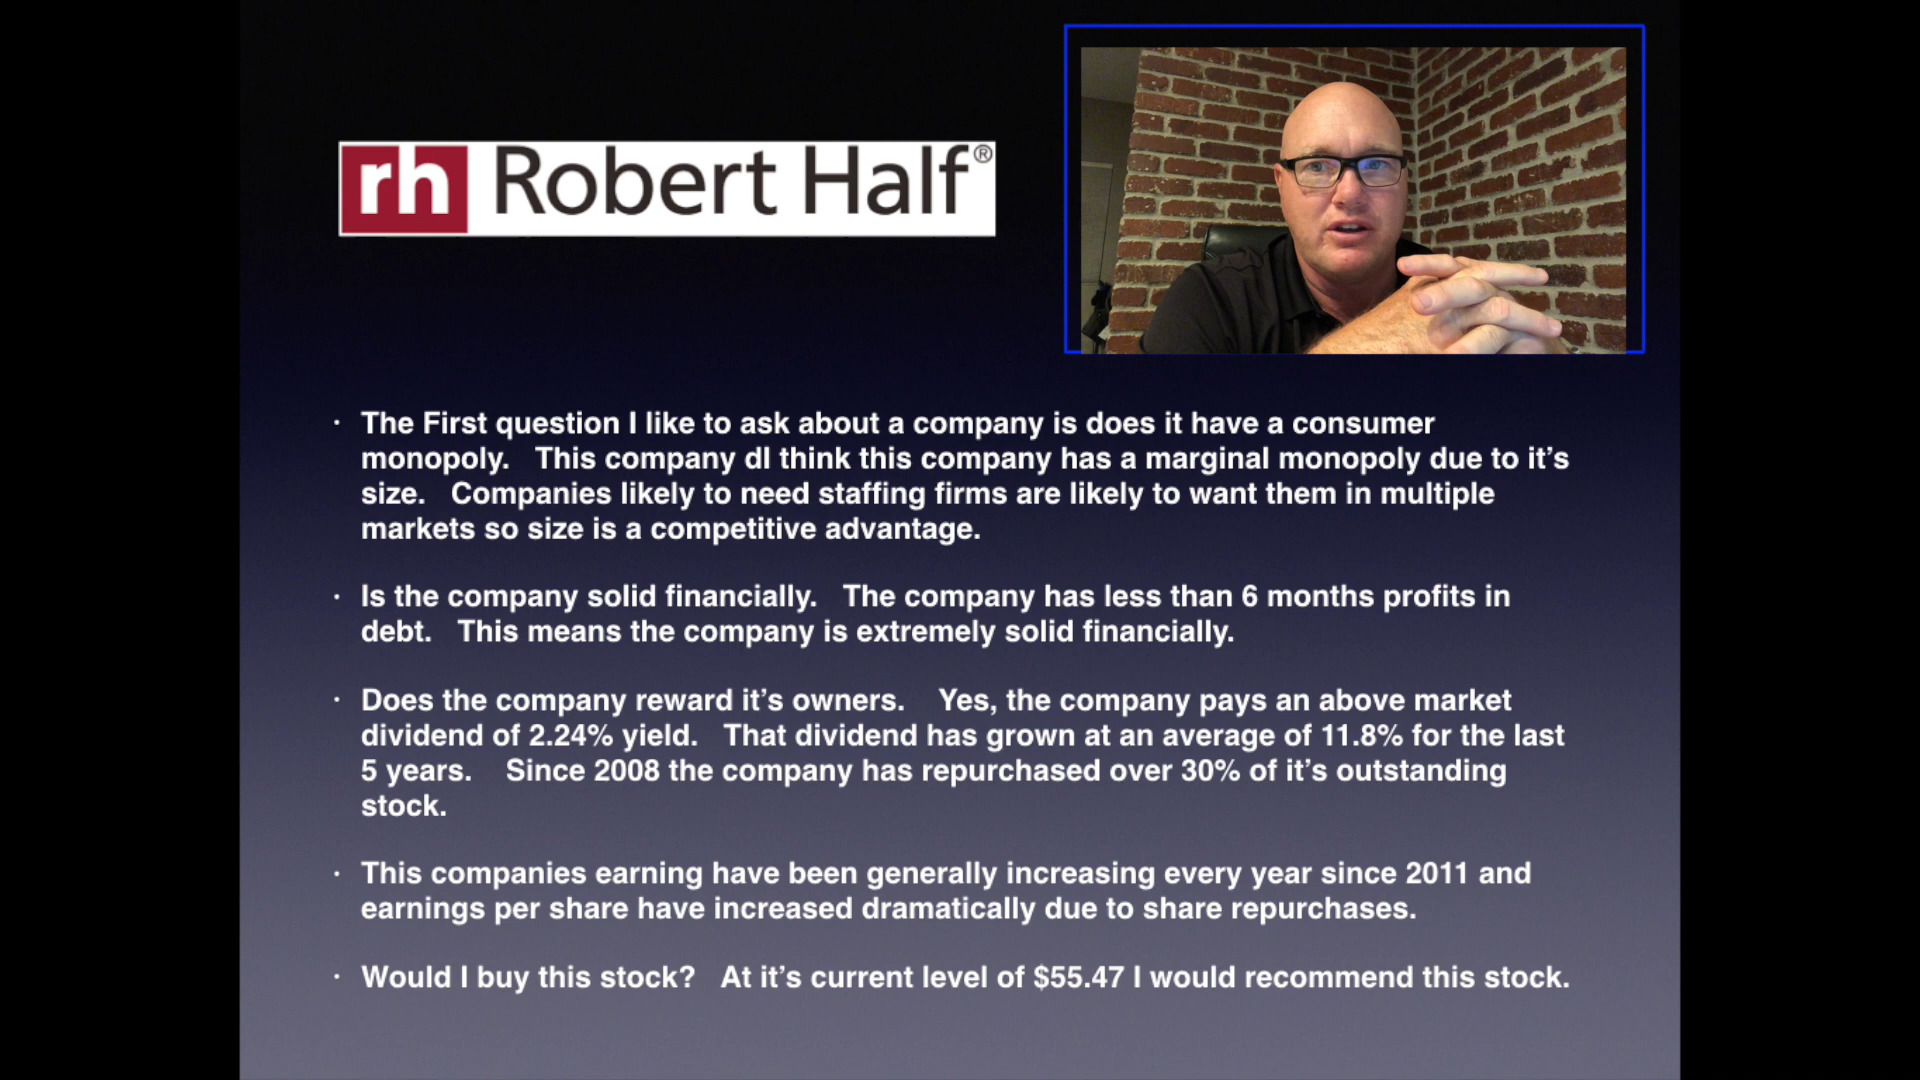 rh Robert Half®
· The First question I like to ask about a company is does it have a consumer
monopoly. This company dI think this company has a marginal monopoly due to it’s
size. Companies likely to need staffing firms are likely to want them in multiple
markets so size is a competitive advantage.
· Is the company solid financially. The company has less than 6 months profits in
debt. This means the company is extremely solid financially.
· Does the company reward it’s owners. Yes, the company pays an above market
dividend of 2.24% yield. That dividend has grown at an average of 11.8% for the last
5 years. Since 2008 the company has repurchased over 30% of it’s outstanding
stock.
· This companies earning have been generally increasing every year since 2011 and
earnings per share have increased dramatically due to share repurchases.
· Would I buy this stock? At it’s current level of $55.47 I would recommend this stock.